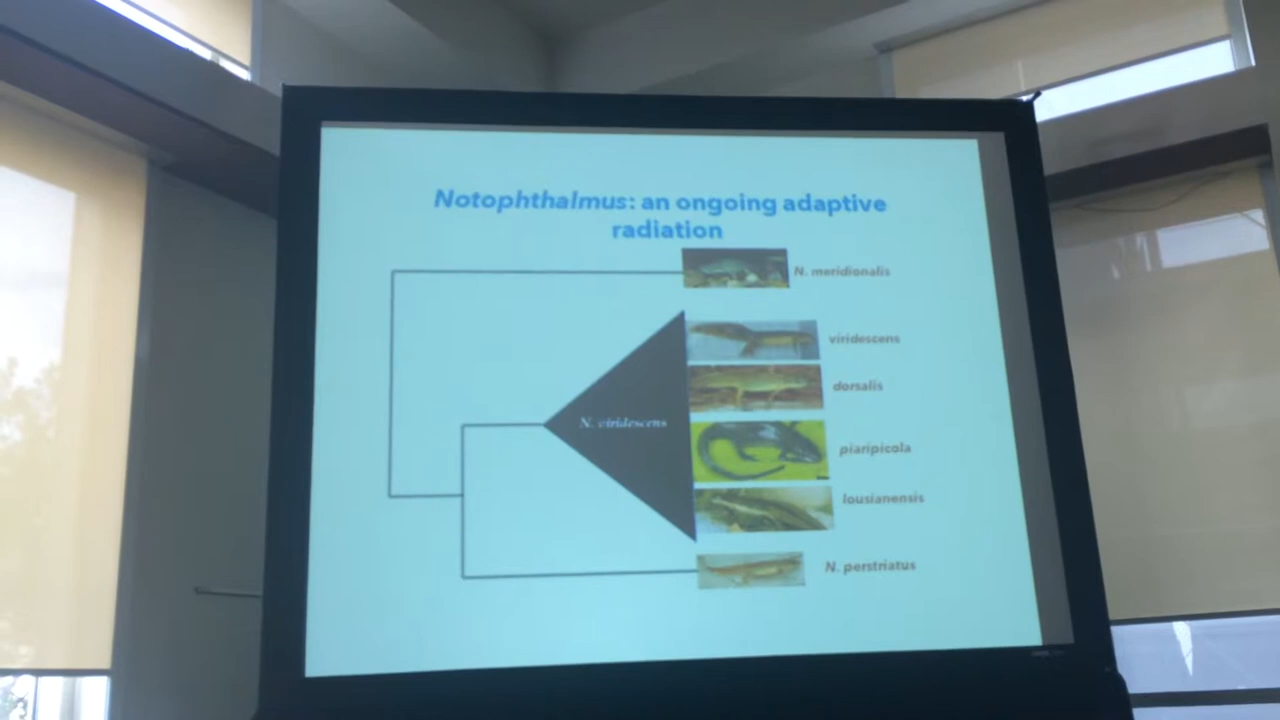 Notophthalmus: an ongoing adaptive
radiation
N. meridionalis
viridescens
dorsalis
N. viridescens
piaripicola
lousianensis
N. perstriatus